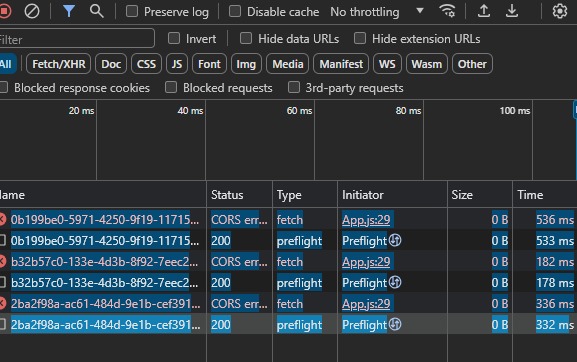 Preserve log Disable cache No throttling
Filter Invert Hide data URLs Hide extension URLs
All Fetch/XHR Doc CSS JS Font Img Media Manifest WS Wasm Other
Blocked response cookies Blocked requests 3rd-party requests
20 ms 40 ms 60 ms 80 ms 100 ms
Name Status Type Initiator Size Time
0b199be0-5971-4250-9f19-11715... CORS err... fetch App.js:29 0 B 536 ms
0b199be0-5971-4250-9f19-11715... 200 preflight Preflight 0 B 533 ms
b32b57c0-133e-4d3b-8f92-7eec2... CORS err... fetch App.js:29 0 B 182 ms
b32b57c0-133e-4d3b-8f92-7eec2... 200 preflight Preflight 0 B 178 ms
2ba2f98a-ac61-484d-9e1b-cef391... CORS err... fetch App.js:29 0 B 336 ms
2ba2f98a-ac61-484d-9e1b-cef391... 200 preflight Preflight 0 B 332 ms